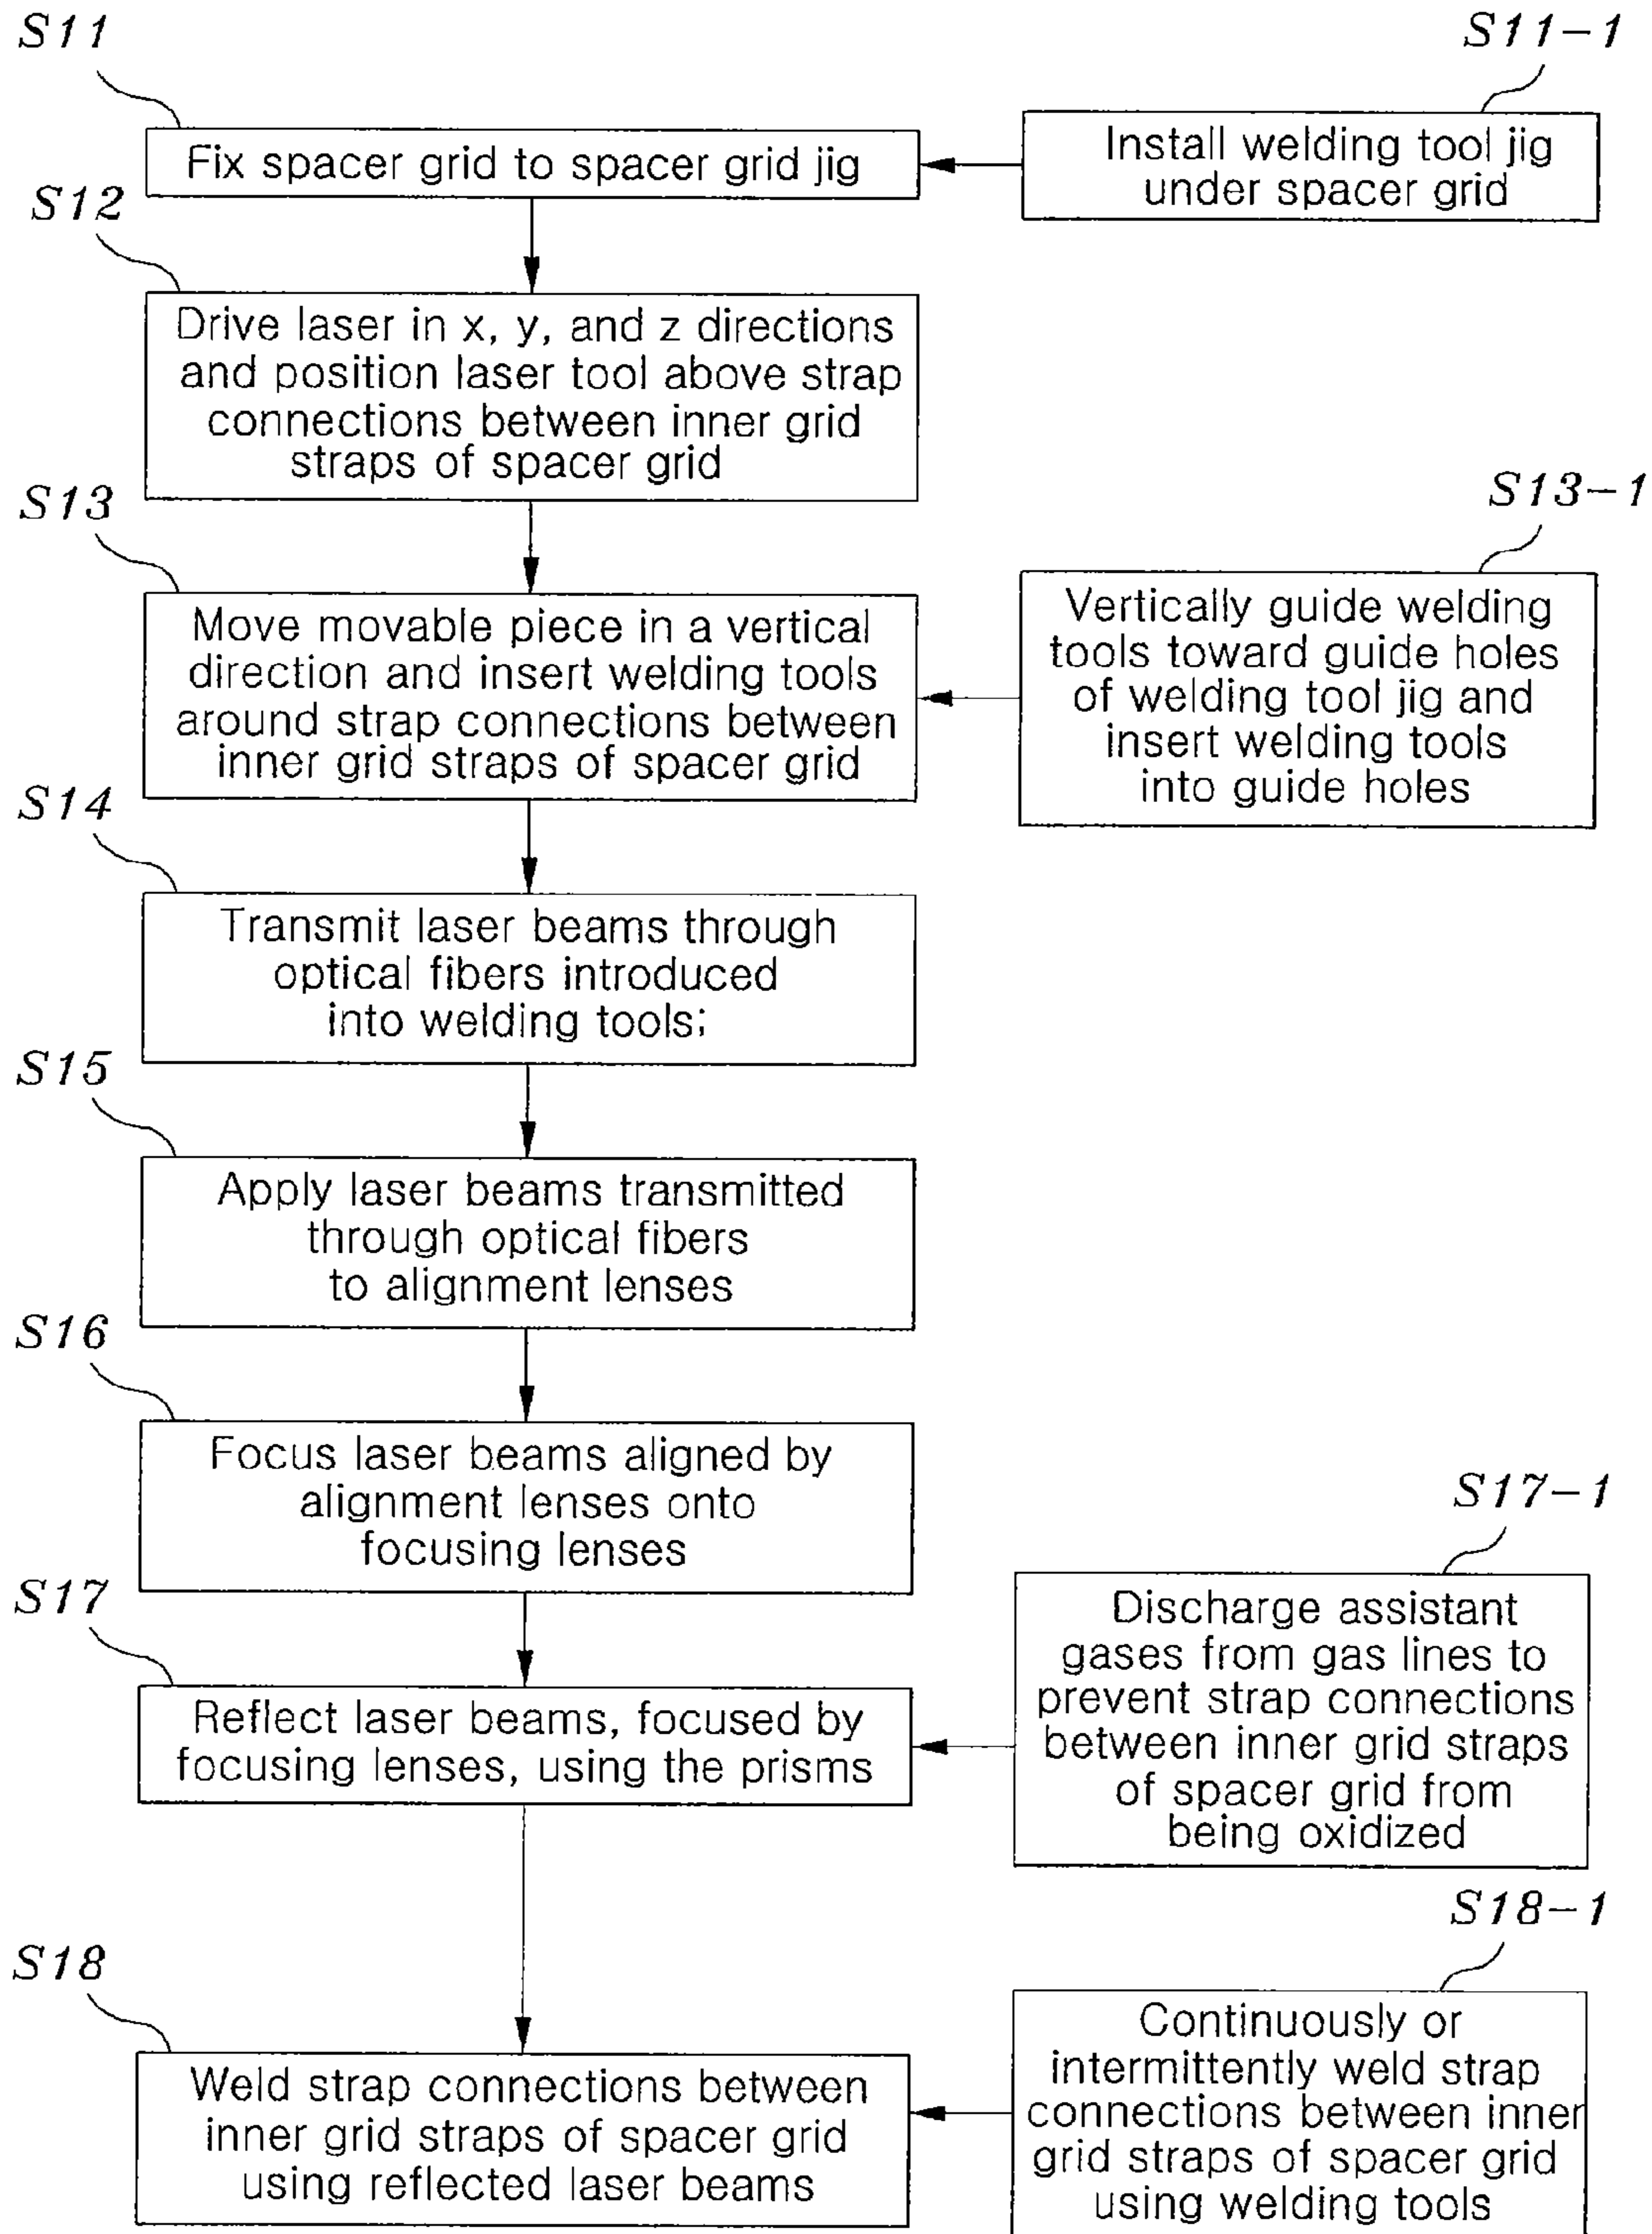 S11
S11-1
Fix spacer grid to spacer grid jig
Install welding tool jig
under spacer grid
S12
Drive laser in x, y, and z directions
and position laser tool above strap
connections between inner grid
straps of spacer grid
S13
S13-1
Move movable piece in a vertical
direction and insert welding tools
around strap connections between
inner grid straps of spacer grid
Vertically guide welding
tools toward guide holes
of welding tool jig and
insert welding tools
into guide holes
S14
Transmit laser beams through
optical fibers introduced
into welding tools;
S15
Apply laser beams transmitted
through optical fibers
to alignment lenses
S16
Focus laser beams aligned by
alignment lenses onto
focusing lenses
S17
S17-1
Reflect laser beams, focused by
focusing lenses, using the prisms
Discharge assistant
gases from gas lines to
prevent strap connections
between inner grid straps
of spacer grid from
being oxidized
S18
S18-1
Weld strap connections between
inner grid straps of spacer grid
using reflected laser beams
Continuously or
intermittently weld strap
connections between inner
grid straps of spacer grid
using welding tools